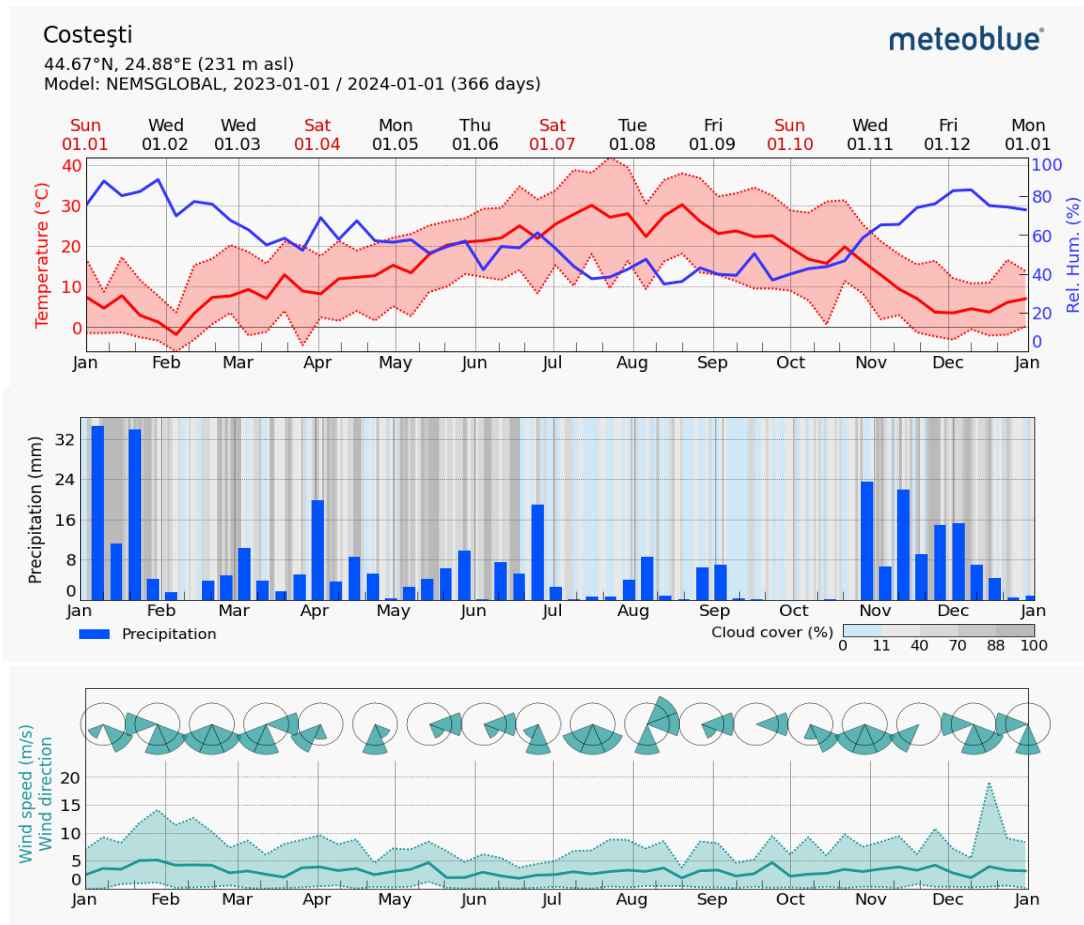 Costeşti
meteoblue®
44.67°N, 24.88°E (231 m asl)
Model: NEMSGLOBAL, 2023-01-01 / 2024-01-01 (366 days)
Sun Wed Wed Sat Mon Thu Sat Tue Fri Sun Wed Fri Mon
01.01 01.02 01.03 01.04 01.05 01.06 01.07 01.08 01.09 01.10 01.11 01.12 01.01
Temperature (°C)
40
30
20
10
0
100
80
60
40
20
0
Rel. Hum. (%)
Jan Feb Mar Apr May Jun Jul Aug Sep Oct Nov Dec Jan
Precipitation (mm)
32
24
16
8
0
Jan Feb Mar Apr May Jun Jul Aug Sep Oct Nov Dec Jan
Precipitation
Cloud cover (%)
0 11 40 70 88 100
Wind speed (m/s)
Wind direction
20
15
10
5
0
Jan Feb Mar Apr May Jun Jul Aug Sep Oct Nov Dec Jan